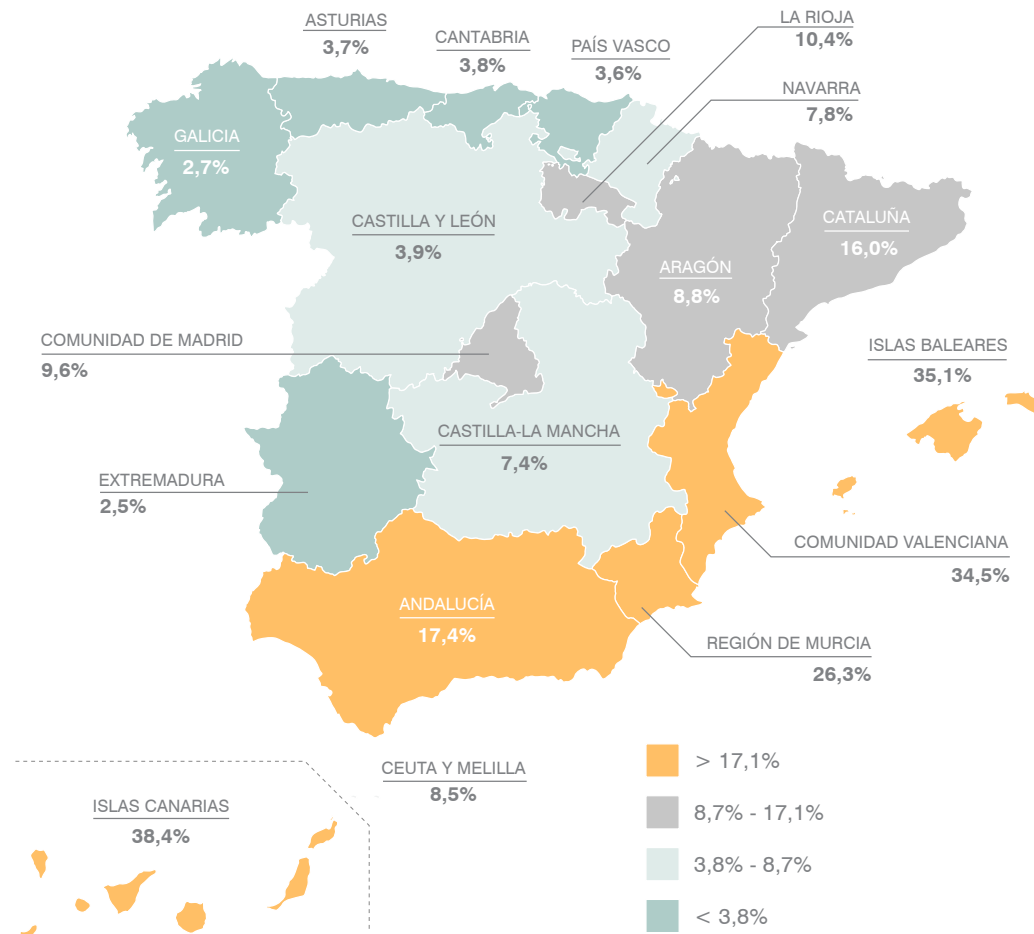 ASTURIAS
3,7%
CANTABRIA
3,8%
PAÍS VASCO
3,6%
LA RIOJA
10,4%
NAVARRA
7,8%
GALICIA
2,7%
CASTILLA Y LEÓN
3,9%
CATALUÑA
16,0%
ARAGÓN
8,8%
COMUNIDAD DE MADRID
9,6%
ISLAS BALEARES
35,1%
CASTILLA-LA MANCHA
7,4%
EXTREMADURA
2,5%
COMUNIDAD VALENCIANA
34,5%
ANDALUCÍA
17,4%
REGIÓN DE MURCIA
26,3%
CEUTA Y MELILLA
8,5%
ISLAS CANARIAS
38,4%
> 17,1%
8,7% - 17,1%
3,8% - 8,7%
< 3,8%